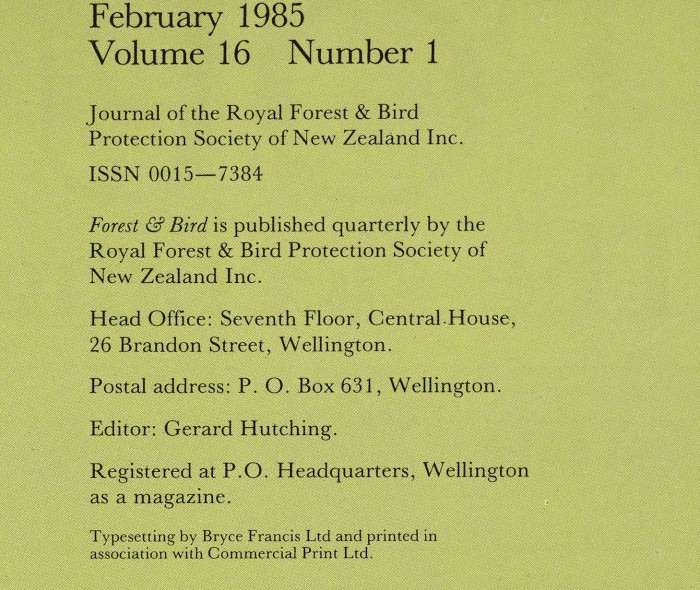 February 1985
Volume 16 Number 1
Journal of the Royal Forest & Bird
Protection Society of New Zealand Inc.
ISSN 0015—7384
Forest & Bird is published quarterly by the
Royal Forest & Bird Protection Society of
New Zealand Inc.
Head Office: Seventh Floor, Central House,
26 Brandon Street, Wellington.
Postal address: P. O. Box 631, Wellington.
Editor: Gerard Hutching.
Registered at P.O. Headquarters, Wellington
as a magazine.
Typesetting by Bryce Francis Ltd and printed in
association with Commercial Print Ltd.